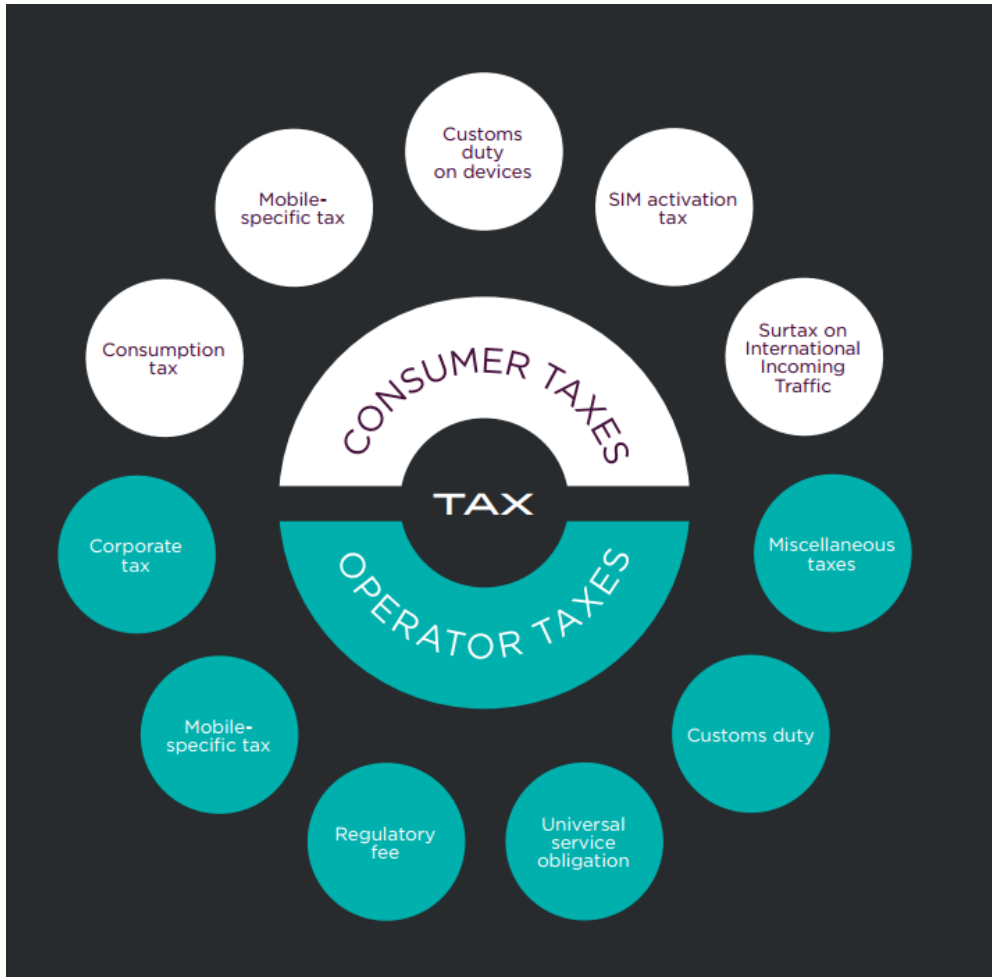 Customs
duty
on devices
Mobile-
specific tax
SIM activation
tax
Consumption
tax
Surtax on
International
Incoming
Traffic
CONSUMER TAXES
TAX
OPERATOR TAXES
Corporate
tax
Miscellaneous
taxes
Mobile-
specific tax
Customs duty
Regulatory
fee
Universal
service
obligation